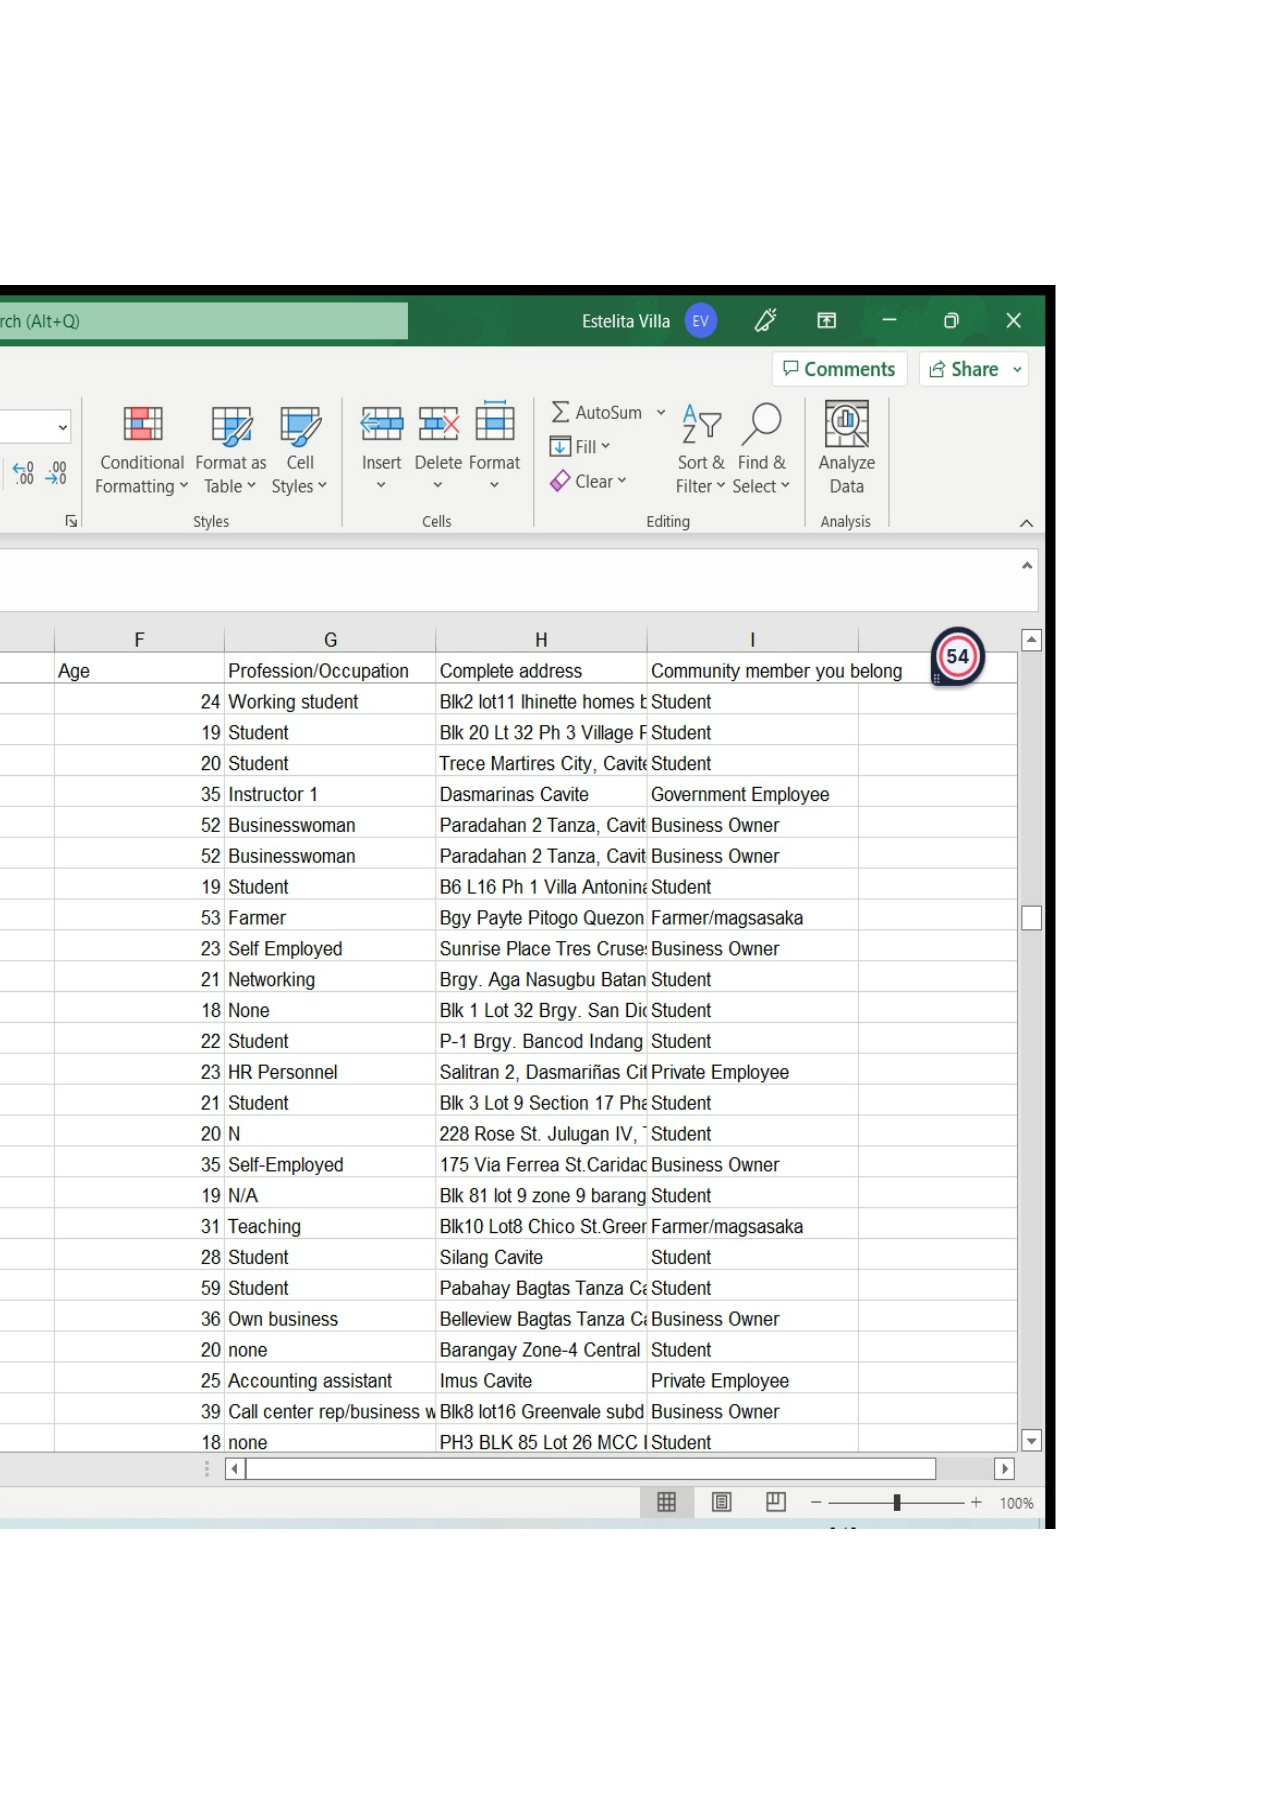 rch (Alt+Q)
Estelita Villa EV
Comments Share
AutoSum
Fill
Clear
Conditional Formatting
Format as Table
Cell Styles
Insert Delete Format
Sort & Filter
Find & Select
Analyze Data
Styles Cells Editing Analysis
F G H I
54
Age Profession/Occupation Complete address Community member you belong
24 Working student Blk2 lot11 lhinette homes Student
19 Student Blk 20 Lt 32 Ph 3 Village Student
20 Student Trece Martires City, Cavite Student
35 Instructor 1 Dasmarinas Cavite Government Employee
52 Businesswoman Paradahan 2 Tanza, Cavit Business Owner
52 Businesswoman Paradahan 2 Tanza, Cavit Business Owner
19 Student B6 L16 Ph 1 Villa Antonina Student
53 Farmer Bgy Payte Pitogo Quezon Farmer/magsasaka
23 Self Employed Sunrise Place Tres Cruses Business Owner
21 Networking Brgy. Aga Nasugbu Batan Student
18 None Blk 1 Lot 32 Brgy. San Student
22 Student P-1 Brgy. Bancod Indang Student
23 HR Personnel Salitran 2, Dasmariñas Cit Private Employee
21 Student Blk 3 Lot 9 Section 17 Pha Student
20 N 228 Rose St. Julugan IV, Student
35 Self-Employed 175 Via Ferrea St.Caridad Business Owner
19 N/A Blk 81 lot 9 zone 9 barang Student
31 Teaching Blk10 Lot8 Chico St.Green Farmer/magsasaka
28 Student Silang Cavite Student
59 Student Pabahay Bagtas Tanza Ca Student
36 Own business Belleview Bagtas Tanza Ca Business Owner
20 none Barangay Zone-4 Central Student
25 Accounting assistant Imus Cavite Private Employee
39 Call center rep/business w Blk8 lot16 Greenvale subd Business Owner
18 none PH3 BLK 85 Lot 26 MCC Student
100%